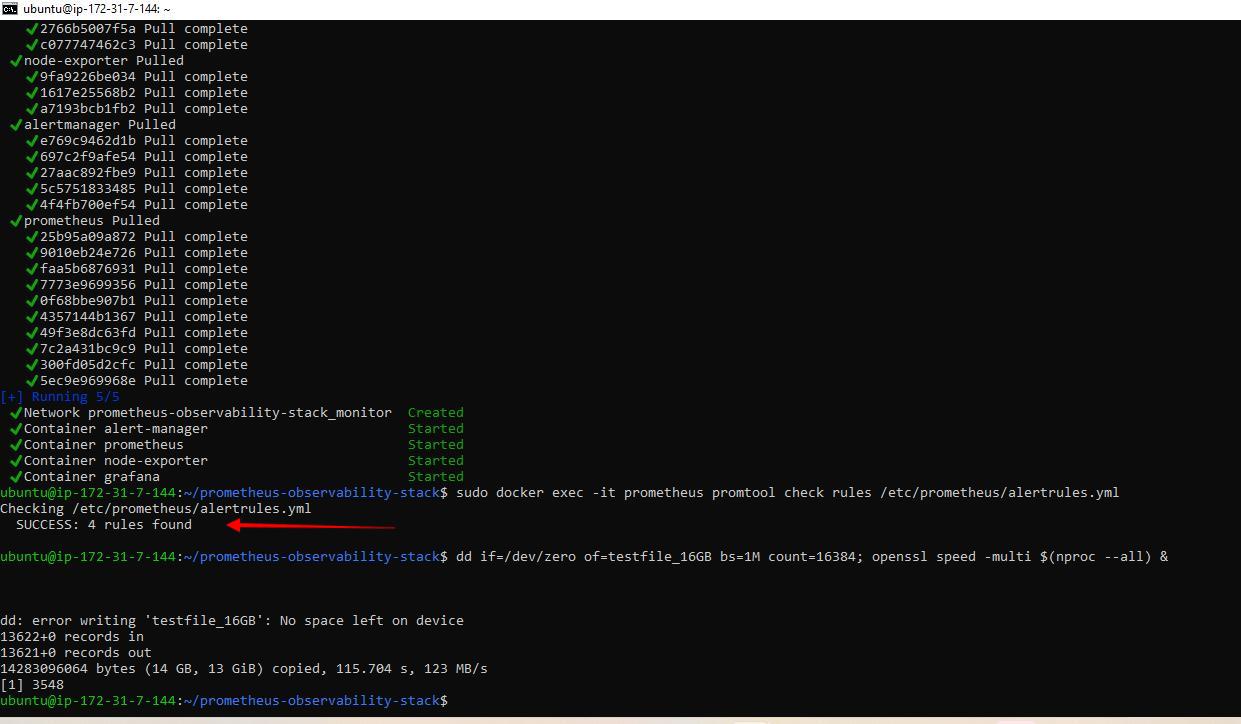 ubuntu@ip-172-31-7-144: ~
✔2766b5007f5a Pull complete
✔c077747462c3 Pull complete
✔node-exporter Pulled
✔9fa9226be034 Pull complete
✔1617e25568b2 Pull complete
✔a7193bcb1fb2 Pull complete
✔alertmanager Pulled
✔e769c9462d1b Pull complete
✔697c2f9afe54 Pull complete
✔27aac892fbe9 Pull complete
✔5c5751833485 Pull complete
✔4f4fb700ef54 Pull complete
✔prometheus Pulled
✔25b95a09a872 Pull complete
✔9010eb24e726 Pull complete
✔faa5b6876931 Pull complete
✔7773e9699356 Pull complete
✔0f68bbe907b1 Pull complete
✔4357144b1367 Pull complete
✔49f3e8dc63fd Pull complete
✔7c2a431bc9c9 Pull complete
✔300fd05d2cfc Pull complete
✔5ec9e969968e Pull complete
[+] Running 5/5
✔Network prometheus-observability-stack_monitor Created
✔Container alert-manager Started
✔Container prometheus Started
✔Container node-exporter Started
✔Container grafana Started
ubuntu@ip-172-31-7-144:~/prometheus-observability-stack$ sudo docker exec -it prometheus promtool check rules /etc/prometheus/alertrules.yml
Checking /etc/prometheus/alertrules.yml
SUCCESS: 4 rules found
ubuntu@ip-172-31-7-144:~/prometheus-observability-stack$ dd if=/dev/zero of=testfile_16GB bs=1M count=16384; openssl speed -multi $(nproc --all) &
dd: error writing 'testfile_16GB': No space left on device
13622+0 records in
13621+0 records out
14283096064 bytes (14 GB, 13 GiB) copied, 115.704 s, 123 MB/s
[1] 3548
ubuntu@ip-172-31-7-144:~/prometheus-observability-stack$